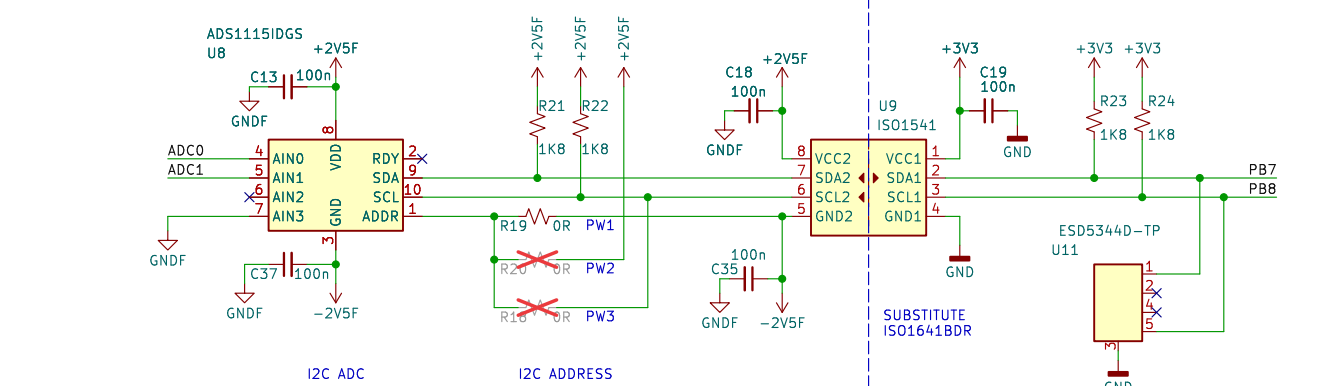 ADS1115IDGS
U8
+2V5F
C13
100n
GNDF
8
VDD
ADC0
4
AIN0
RDY
2
ADC1
5
AIN1
SDA
9
6
AIN2
SCL
10
7
AIN3
GND
ADDR
1
3
GNDF
C37
100n
GNDF
-2V5F
I2C ADC
+2V5F
+2V5F
+2V5F
R21
R22
1K8
1K8
R19
0R
PW1
R20
0R
PW2
R18
0R
PW3
I2C ADDRESS
C18
+2V5F
100n
GNDF
U9
ISO1541
8
VCC2
VCC1
1
7
SDA2
SDA1
2
6
SCL2
SCL1
3
5
GND2
GND1
4
100n
C35
GNDF
-2V5F
SUBSTITUTE
ISO1641BDR
+3V3
C19
100n
GND
GND
+3V3
+3V3
R23
R24
1K8
1K8
PB7
PB8
ESD5344D-TP
U11
1
2
4
5
3
GND